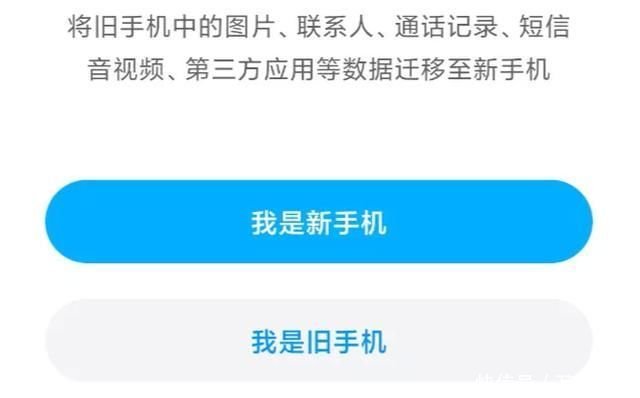 将旧手机中的图片、联系人、通话记录、短信
音视频、第三方应用等数据迁移至新手机
我是新手机
我是旧手机